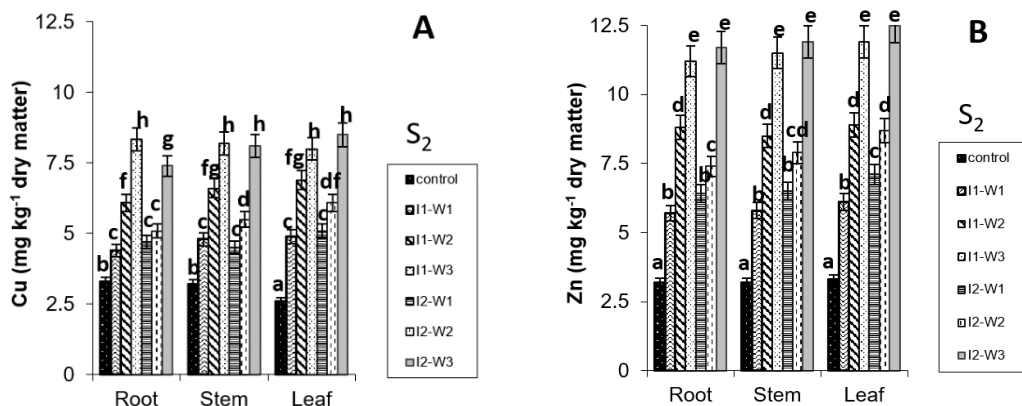 A
Cu (mg kg⁻¹ dry matter)
12.5
10
7.5
5
2.5
0
b c f h c c g
c c fg h c d h
a c fg h c df h
Root Stem Leaf
S₂
control
I1-W1
I1-W2
I1-W3
I2-W1
I2-W2
I2-W3
B
Zn (mg kg⁻¹ dry matter)
12.5
10
7.5
5
2.5
0
a b d e b c e
a b d e b cd e
a b d e c d e
Root Stem Leaf
S₂
control
I1-W1
I1-W2
I1-W3
I2-W1
I2-W2
I2-W3